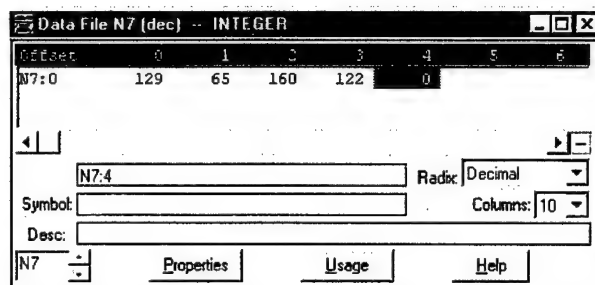 Data File N7 (dec) -- INTEGER
Offset 0 1 2 3 4 5 6
N7:0 129 65 160 122 0
N7:4 Radix: Decimal
Symbol: Columns: 10
Desc:
N7 Properties Usage Help